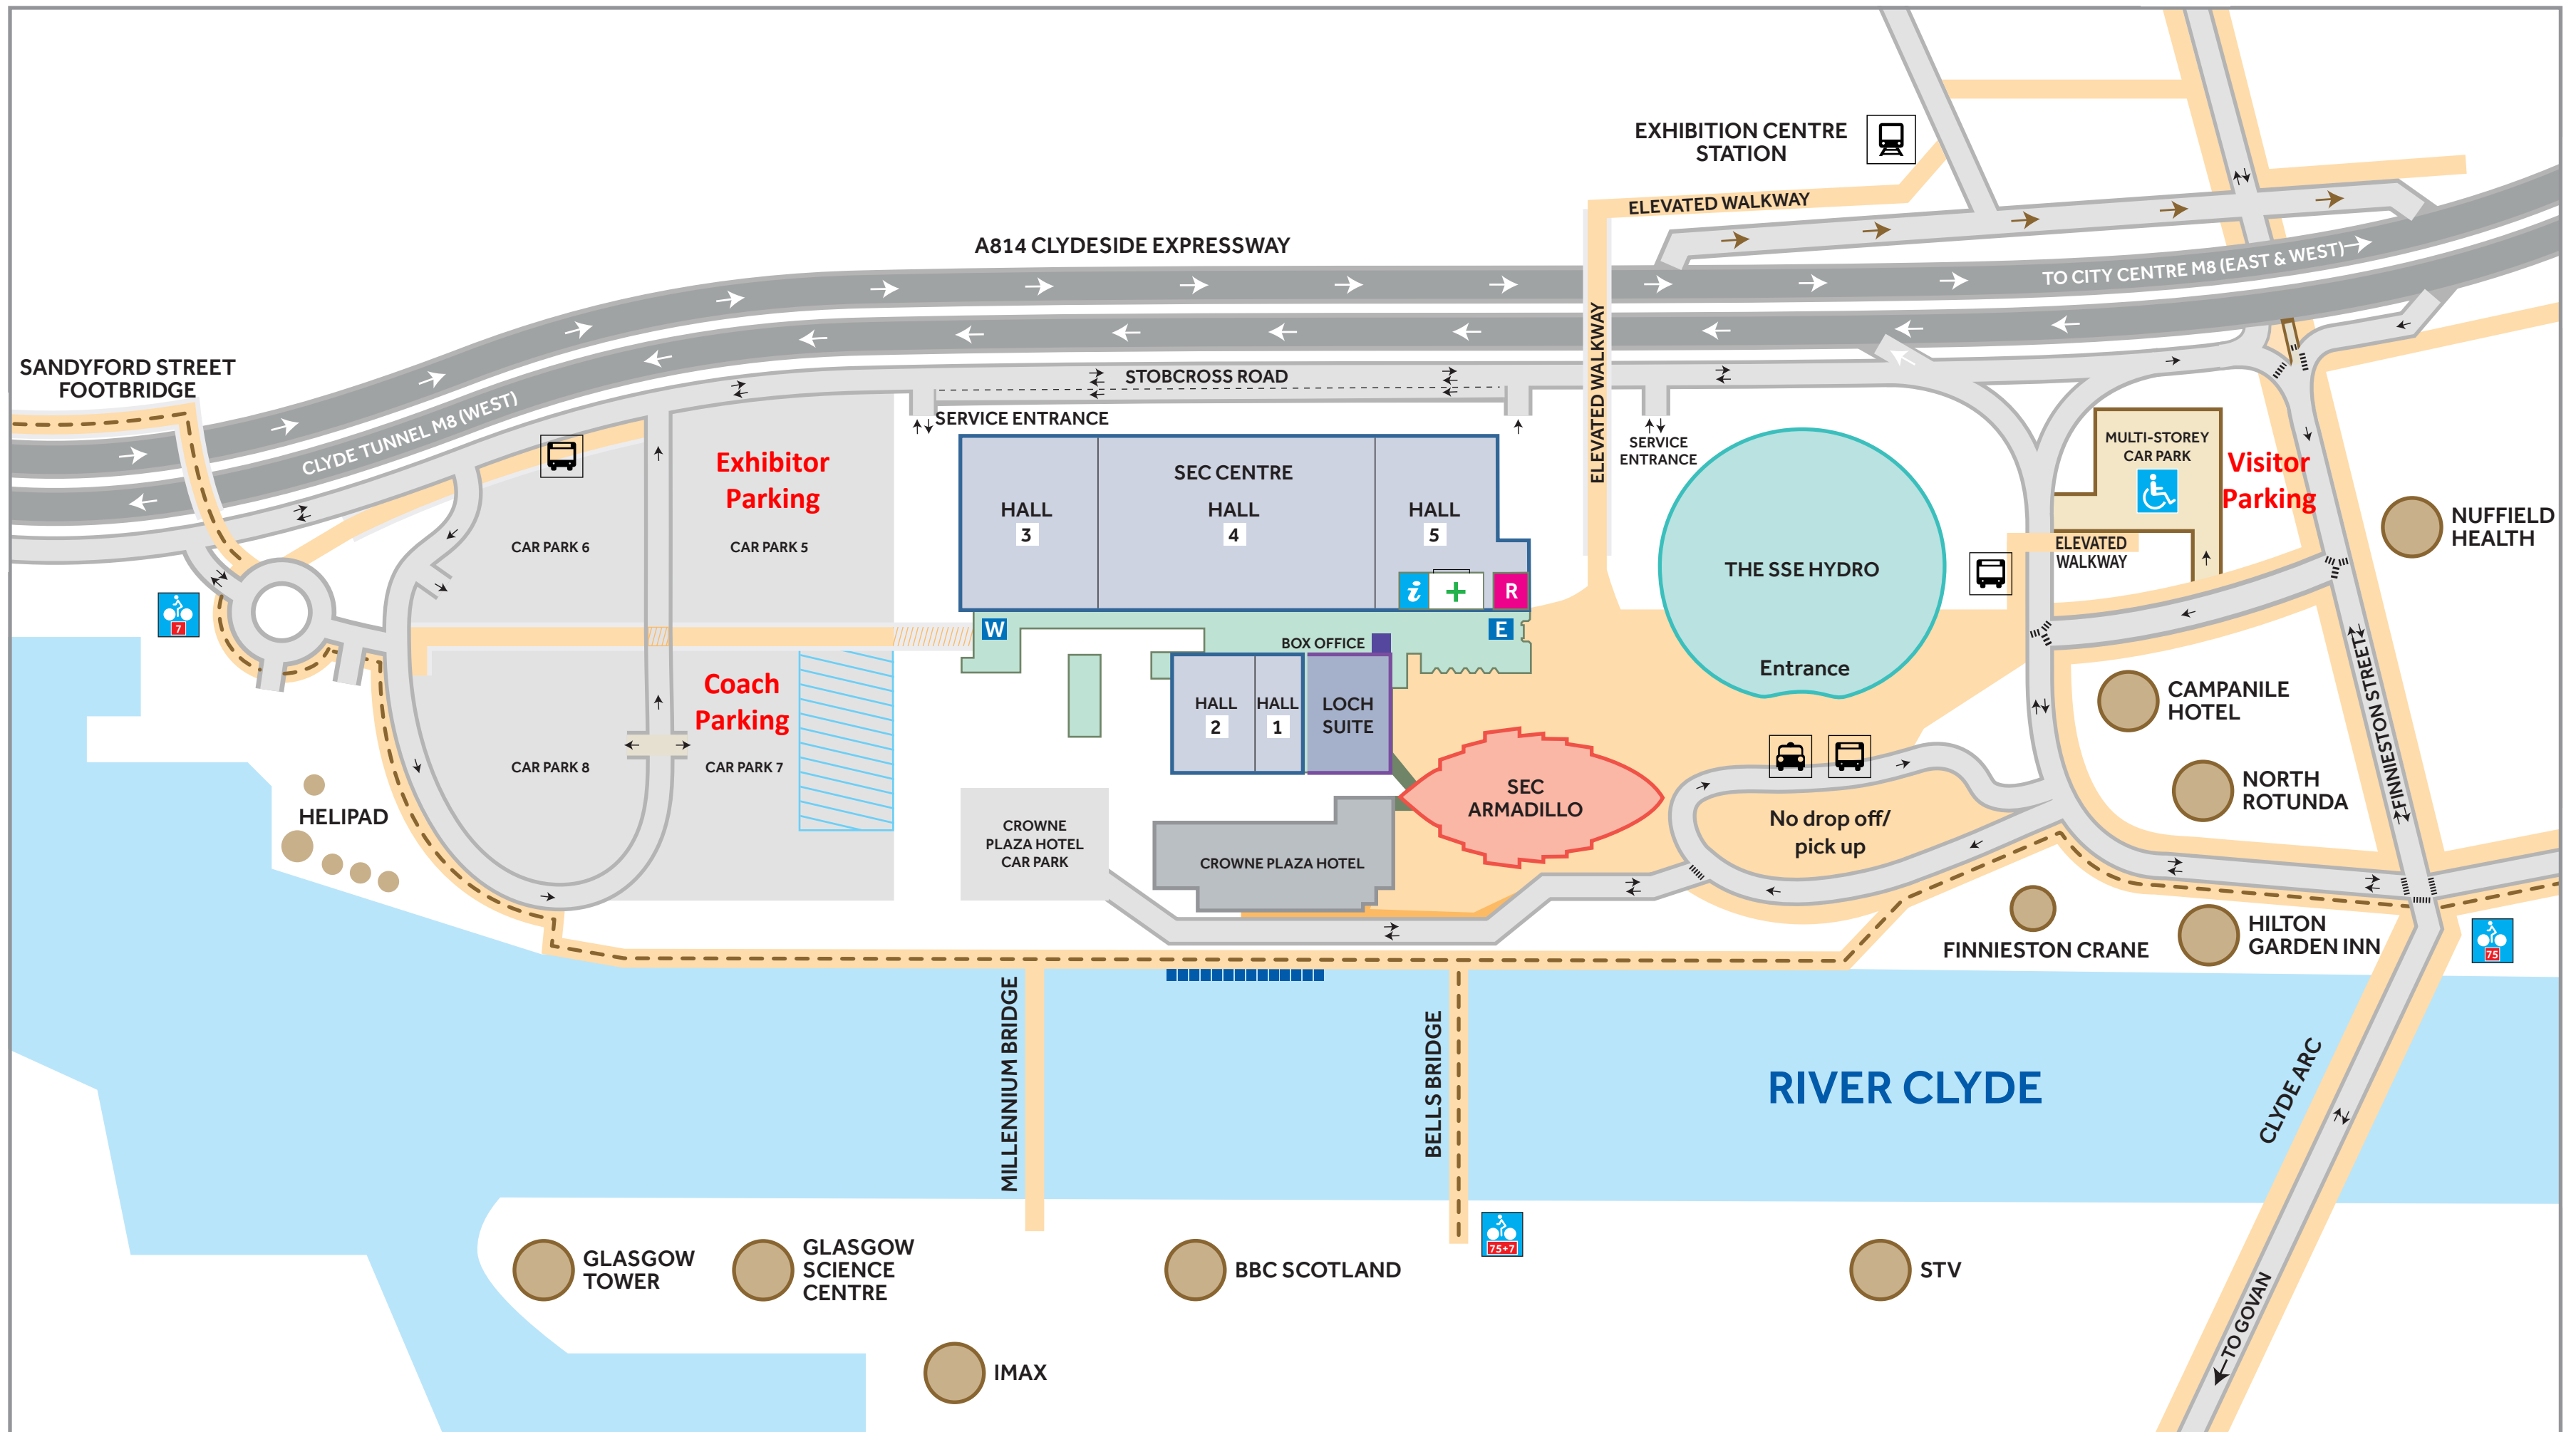 EXHIBITION CENTRE
STATION
ELEVATED WALKWAY
A814 CLYDESIDE EXPRESSWAY
TO CITY CENTRE M8 (EAST & WEST)
SANDYFORD STREET
FOOTBRIDGE
CLYDE TUNNEL M8 (WEST)
STOBCROSS ROAD
ELEVATED WALKWAY
SERVICE ENTRANCE
SERVICE
ENTRANCE
Exhibitor
Parking
CAR PARK 6
CAR PARK 5
SEC CENTRE
HALL
3
HALL
4
HALL
5
i
R
W
E
THE SSE HYDRO
Entrance
MULTI-STOREY
CAR PARK
Visitor
Parking
ELEVATED
WALKWAY
NUFFIELD
HEALTH
7
BOX OFFICE
HALL
2
HALL
1
LOCH
SUITE
Coach
Parking
CAR PARK 8
CAR PARK 7
CAMPANILE
HOTEL
FINNIESTON STREET
NORTH
ROTUNDA
HELIPAD
SEC
ARMADILLO
No drop off/
pick up
CROWNE
PLAZA HOTEL
CAR PARK
CROWNE PLAZA HOTEL
FINNIESTON CRANE
HILTON
GARDEN INN
75
MILLENNIUM BRIDGE
BELLS BRIDGE
RIVER CLYDE
CLYDE ARC
75+7
GLASGOW
TOWER
GLASGOW
SCIENCE
CENTRE
BBC SCOTLAND
STV
TO GOVAN
IMAX